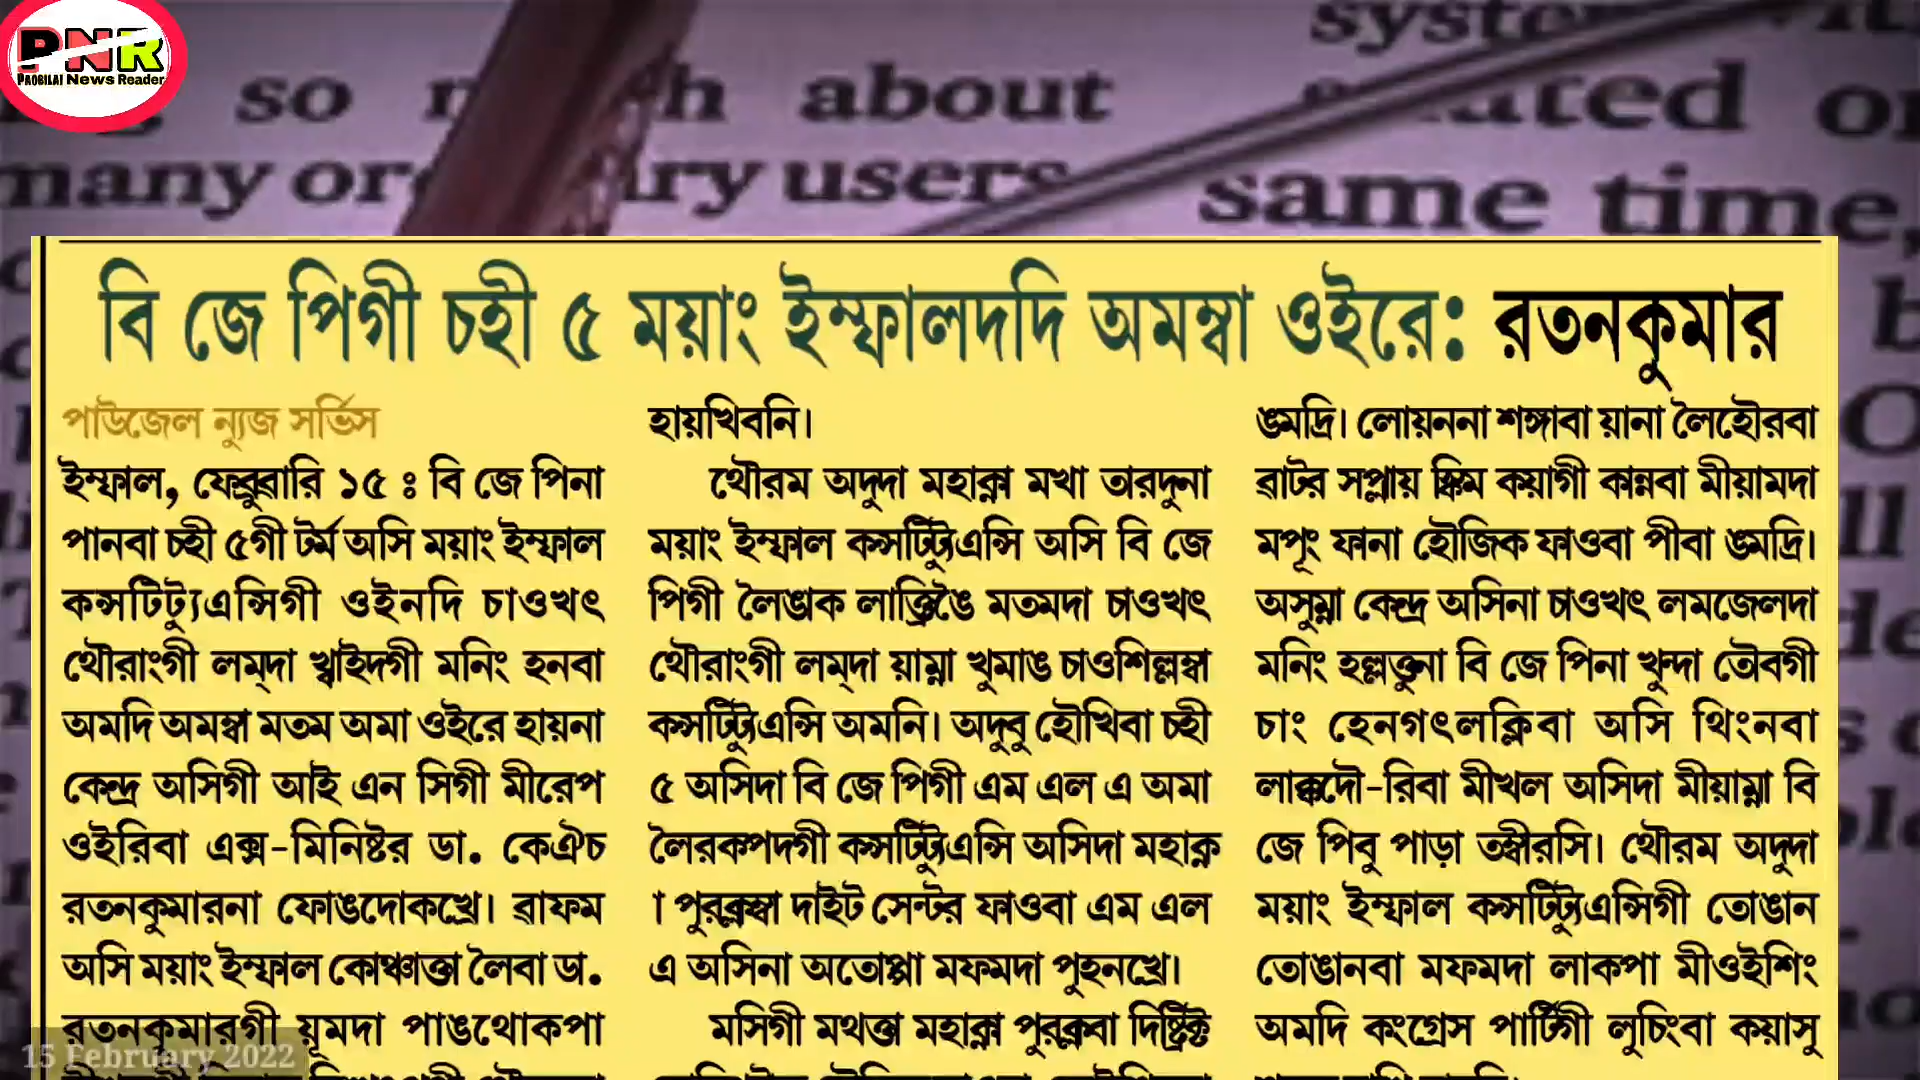 PNR
PAOBILAI News Reader
so about
many users
same time,
বি জে পিগী চহী ৫ ময়াং ইম্ফালদদি অমম্বা ওইরে: রতনকুমার
পাউজেল ন্যুজ সর্ভিস
ইম্ফাল, ফেব্রুৱারি ১৫ ঃ বি জে পিনা
পানবা চহী ৫গী টর্ম অসি ময়াং ইম্ফাল
কন্সটিট্যুএন্সিগী ওইনদি চাওখৎ
থৌরাংগী লম্দা খ্বাইদগী মনিং হনবা
অমদি অমম্বা মতম অমা ওইরে হায়না
কেন্দ্র অসিগী আই এন সিগী মীরেপ
ওইরিবা এক্স-মিনিষ্টর ডা. কেঐচ
রতনকুমারনা ফোঙদোকখ্রে। ৱাফম
অসি ময়াং ইম্ফাল কোঞ্চাত্তা লৈবা ডা.
রতনকুমারগী য়ূমদা পাঙথোকপা
হায়খিবনি।
থৌরম অদুদা মহাক্না মখা তারদুনা
ময়াং ইম্ফাল কন্সটিট্যুএন্সি অসি বি জে
পিগী লৈঙাক লাক্ত্রিঙৈ মতমদা চাওখৎ
থৌরাংগী লম্দা য়াম্না খুমাঙ চাওশিল্লম্বা
কন্সটিট্যুএন্সি অমনি। অদুবু হৌখিবা চহী
৫ অসিদা বি জে পিগী এম এল এ অমা
লৈরকপদগী কন্সটিট্যুএন্সি অসিদা মহাক্ন
া পুরক্লম্বা দাইট সেন্টর ফাওবা এম এল
এ অসিনা অতোপ্পা মফমদা পুহনখ্রে।
মসিগী মথক্তা মহাক্না পুরক্লবা দিষ্ট্রিক্ট
ঙমদ্রি। লোয়ননা শঙ্গাবা য়ানা লৈহৌরবা
ৱাটর সপ্লায় স্কিম কয়াগী কান্নবা মীয়ামদা
মপূং ফানা হৌজিক ফাওবা পীবা ঙমদ্রি।
অসুম্না কেন্দ্র অসিনা চাওখৎ লমজেলদা
মনিং হল্লক্তুনা বি জে পিনা খুন্দা তৌবগী
চাং হেনগৎলক্লিবা অসি থিংনবা
লাক্কদৌ-রিবা মীখল অসিদা মীয়াম্না বি
জে পিবু পাড়া তম্বীরসি। থৌরম অদুদা
ময়াং ইম্ফাল কন্সটিট্যুএন্সিগী তোঙান
তোঙানবা মফমদা লাকপা মীওইশিং
অমদি কংগ্রেস পার্টিগী লুচিংবা কয়াসু
15 February 2022